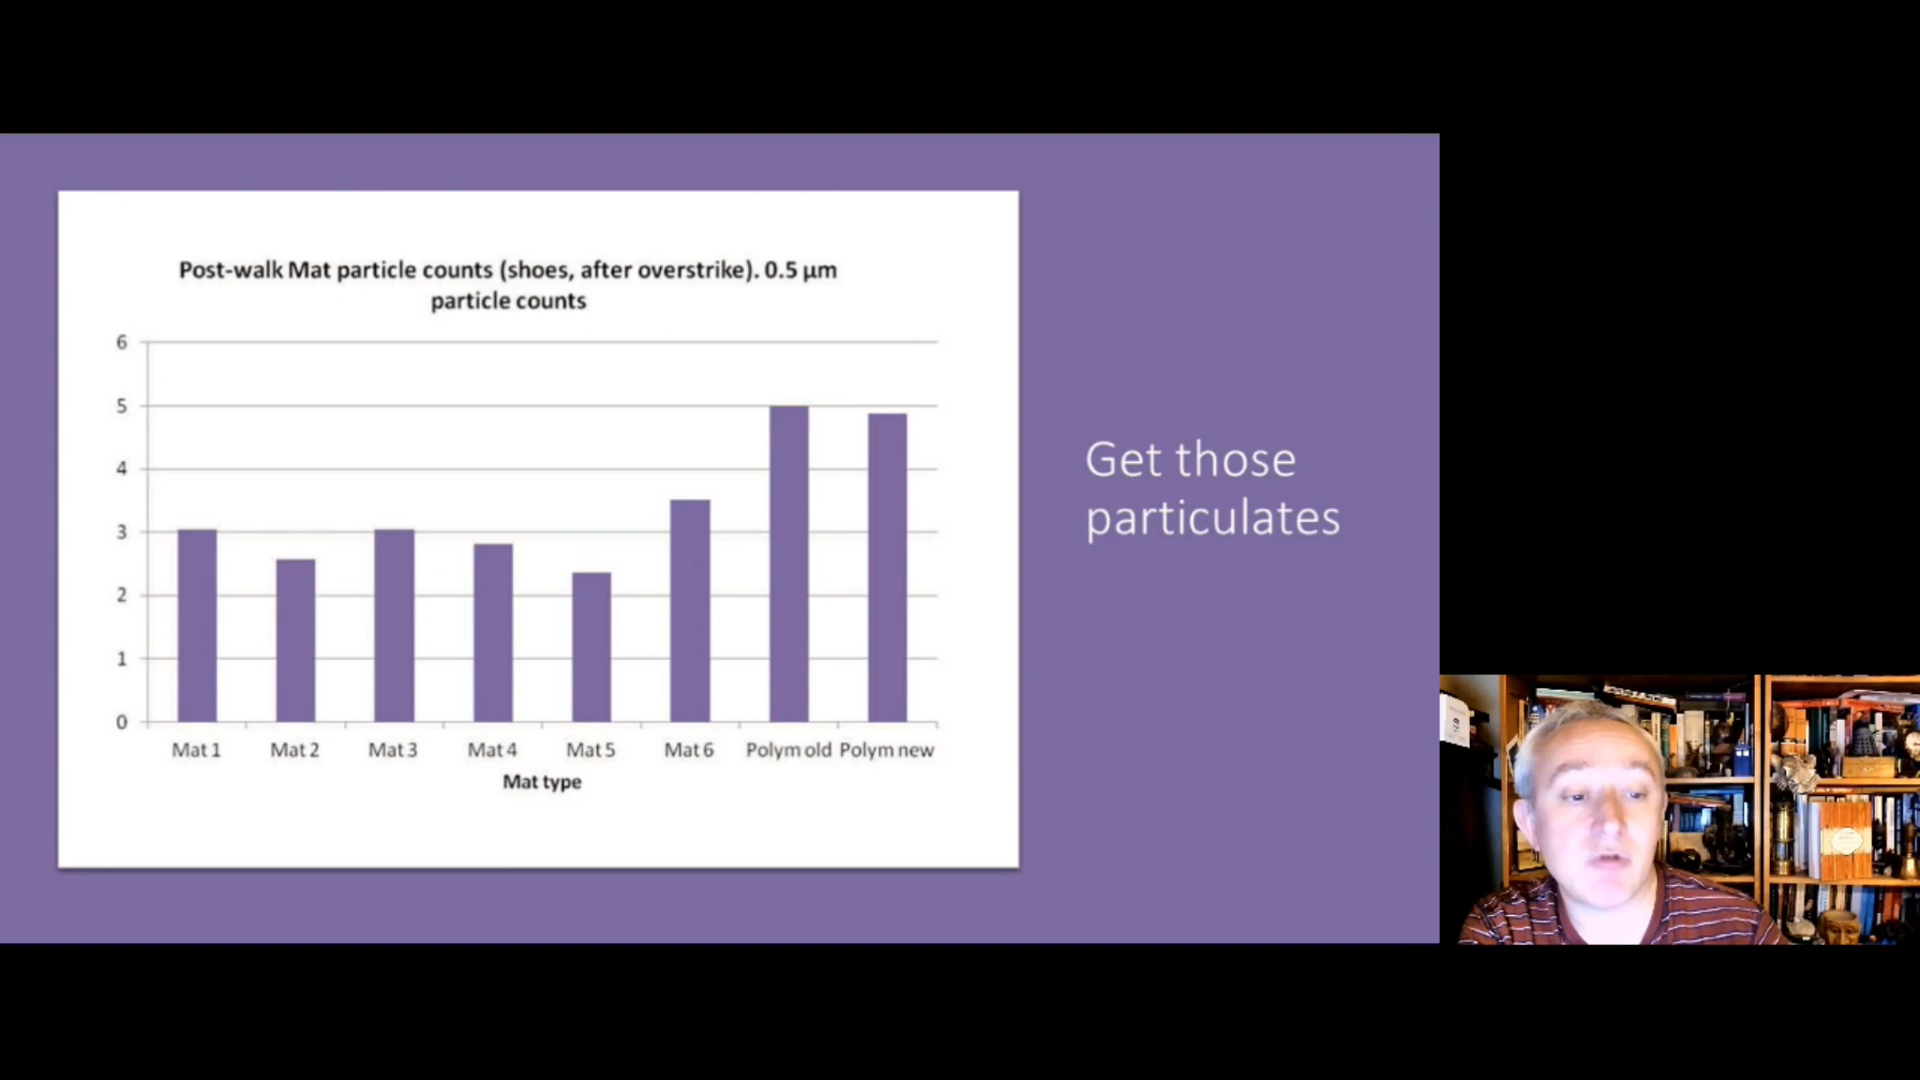 Post-walk Mat particle counts (shoes, after overstrike). 0.5 µm
particle counts
6
5
4
3
2
1
0
Mat 1 Mat 2 Mat 3 Mat 4 Mat 5 Mat 6 Polym old Polym new
Mat type
Get those
particulates